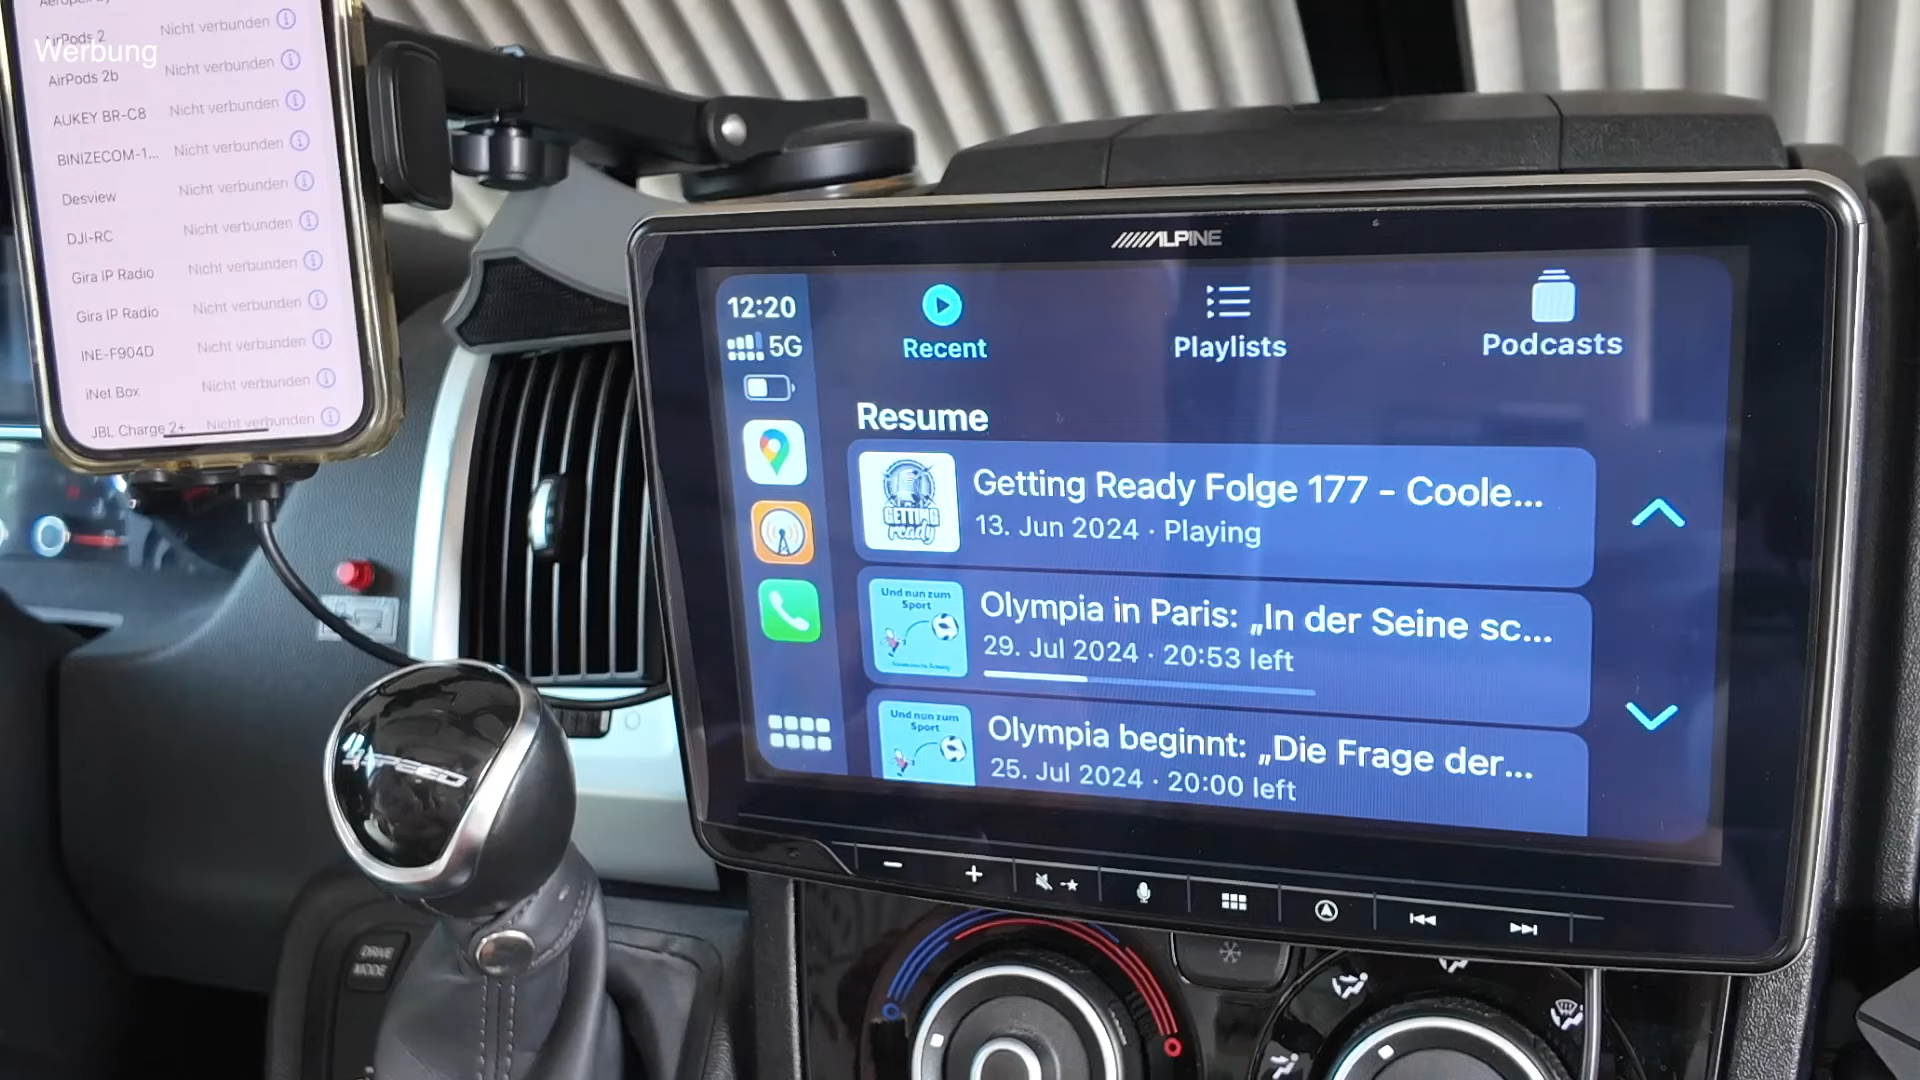 Werbung
Nicht verbunden
AirPods 2
Nicht verbunden
AirPods 2b
Nicht verbunden
AUKEY BR-C8
Nicht verbunden
BINIZECOM-1...
Nicht verbunden
Desview
Nicht verbunden
DJI-RC
Nicht verbunden
Gira IP Radio
Nicht verbunden
Gira IP Radio
Nicht verbunden
INE-F904D
Nicht verbunden
iNet Box
Nicht verbunden
JBL Charge 2+
Nicht verbunden
ALPINE
12:20
5G
Recent
Playlists
Podcasts
Resume
GETTING
ready
Getting Ready Folge 177 - Coole...
13. Jun 2024 · Playing
Und nun zum
Sport
Olympia in Paris: „In der Seine sc...
29. Jul 2024 · 20:53 left
Und nun zum
Sport
Olympia beginnt: „Die Frage der...
25. Jul 2024 · 20:00 left
SPEED
DRIVE
MODE